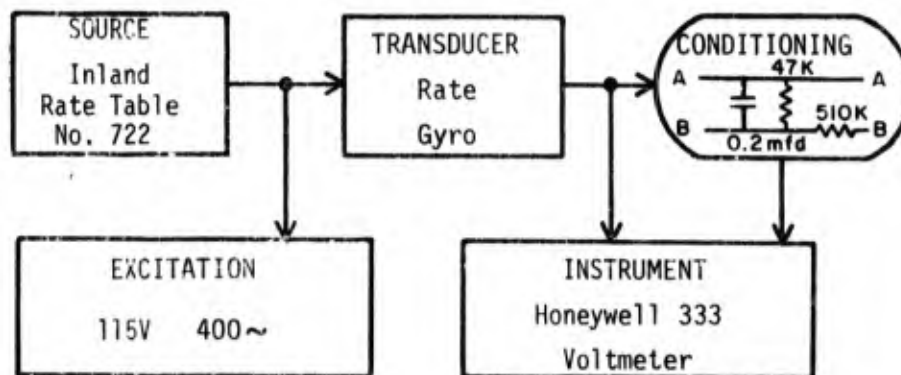 SOURCE
Inland
Rate Table
No. 722
TRANSDUCER
Rate
Gyro
CONDITIONING
A 47K A
510K
B B
0.2mfd
EXCITATION
115V 400~
INSTRUMENT
Honeywell 333
Voltmeter